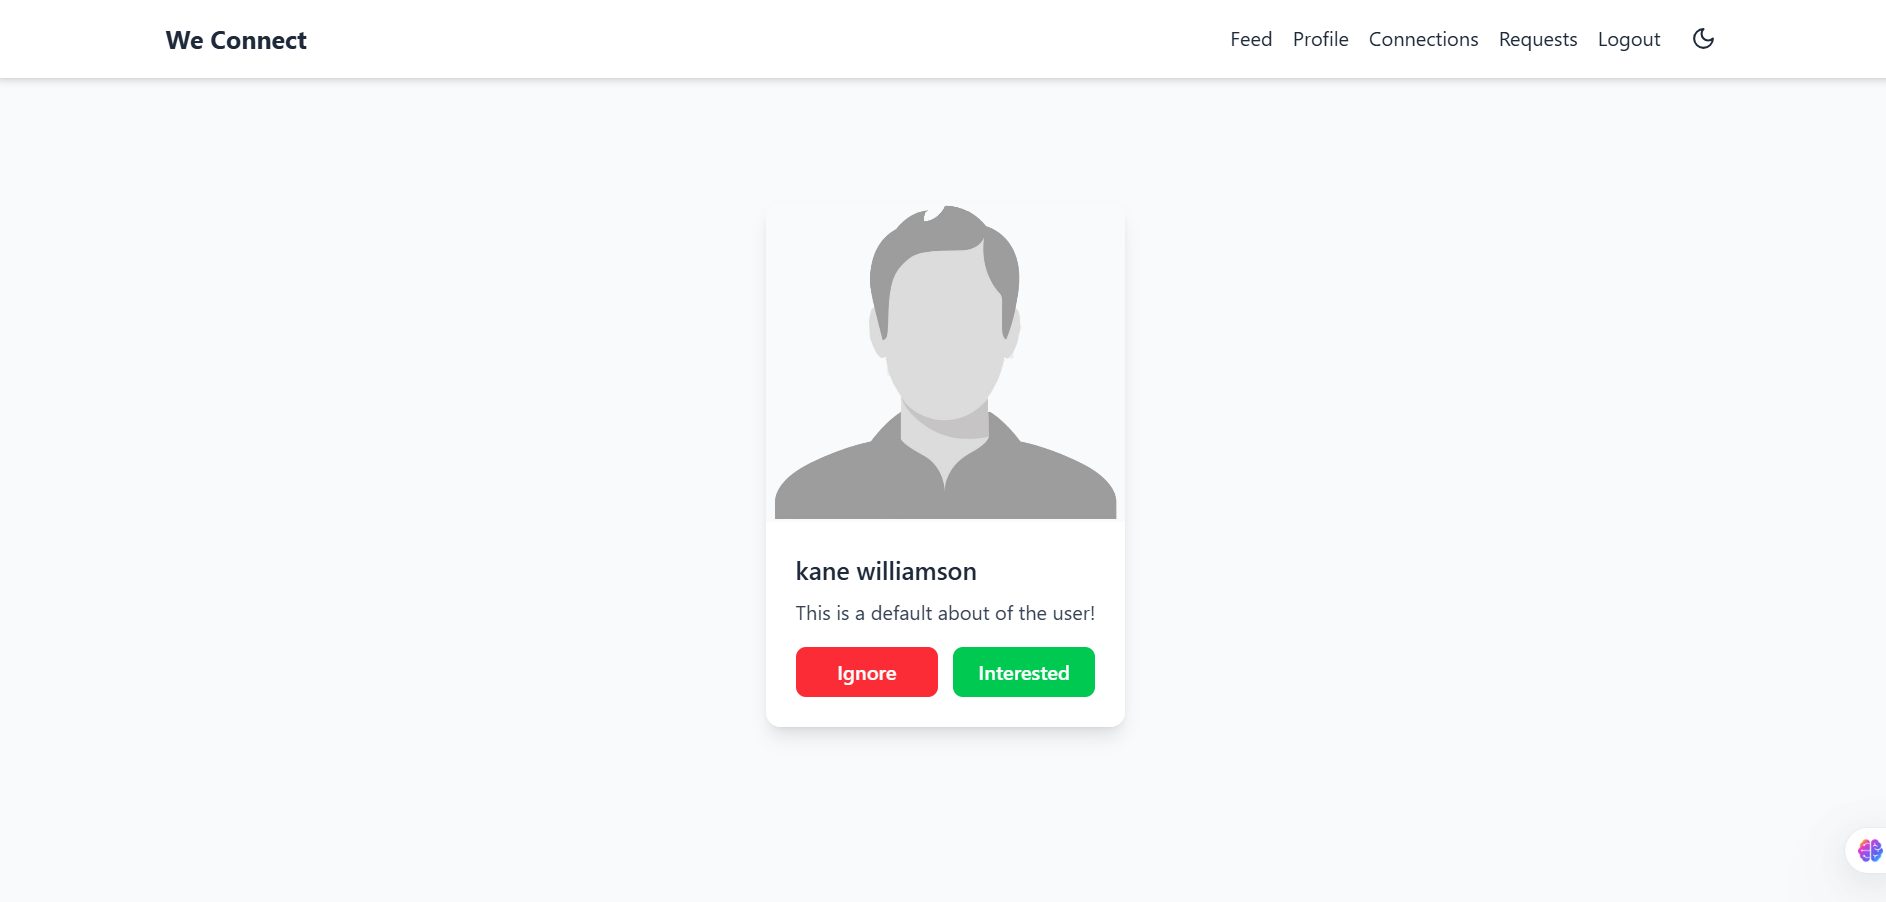 We Connect
Feed Profile Connections Requests Logout
kane williamson
This is a default about of the user!
Ignore Interested